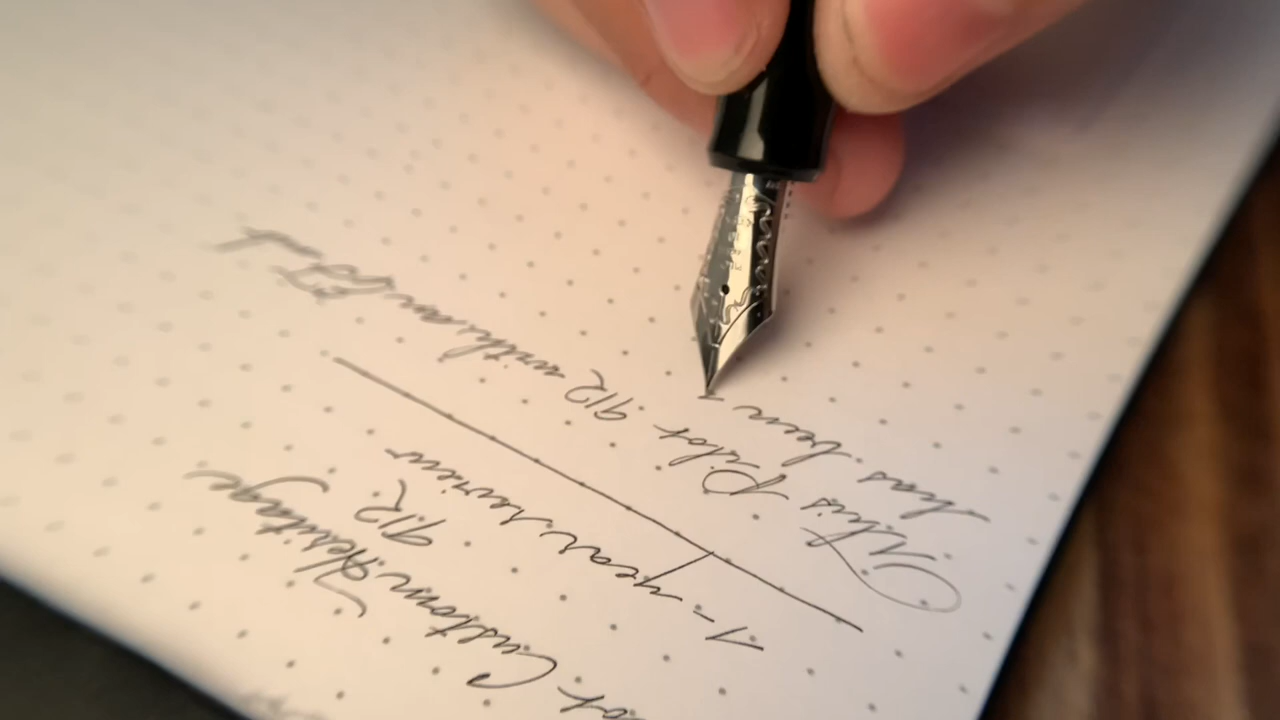 Custom Heritage
912
1-year review
This Pilot 912 with an
has been